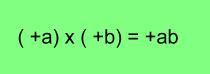 ( +a) x ( +b) = +ab